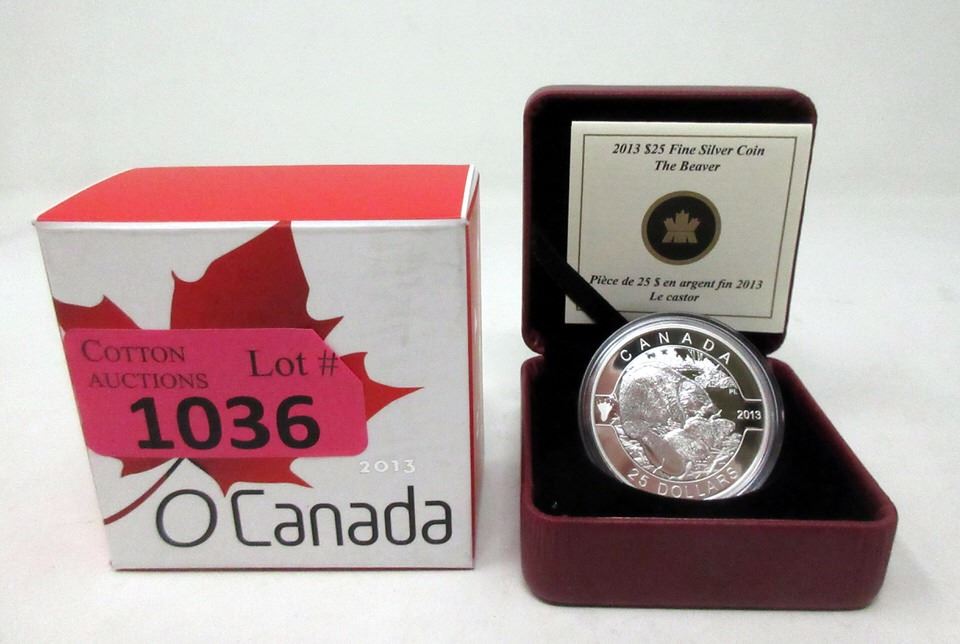 COTTON
AUCTIONS
Lot #
1036
2013
O Canada
2013 $25 Fine Silver Coin
The Beaver
Pièce de 25 $ en argent fin 2013
Le castor
CANADA
PL
2013
25 DOLLARS